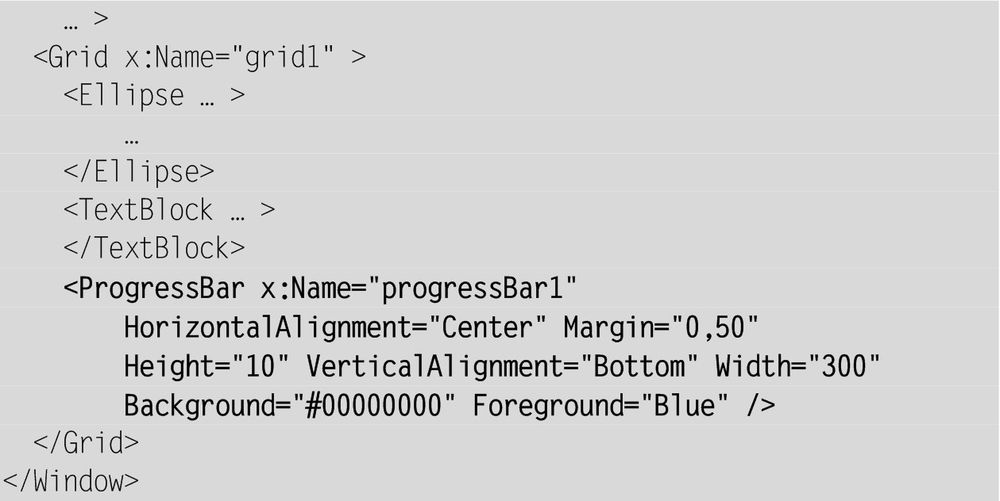 … >
<Grid x:Name="grid1" >
<Ellipse … >
…
</Ellipse>
<TextBlock … >
</TextBlock>
<ProgressBar x:Name="progressBar1"
HorizontalAlignment="Center" Margin="0,50"
Height="10" VerticalAlignment="Bottom" Width="300"
Background="#00000000" Foreground="Blue" />
</Grid>
</Window>